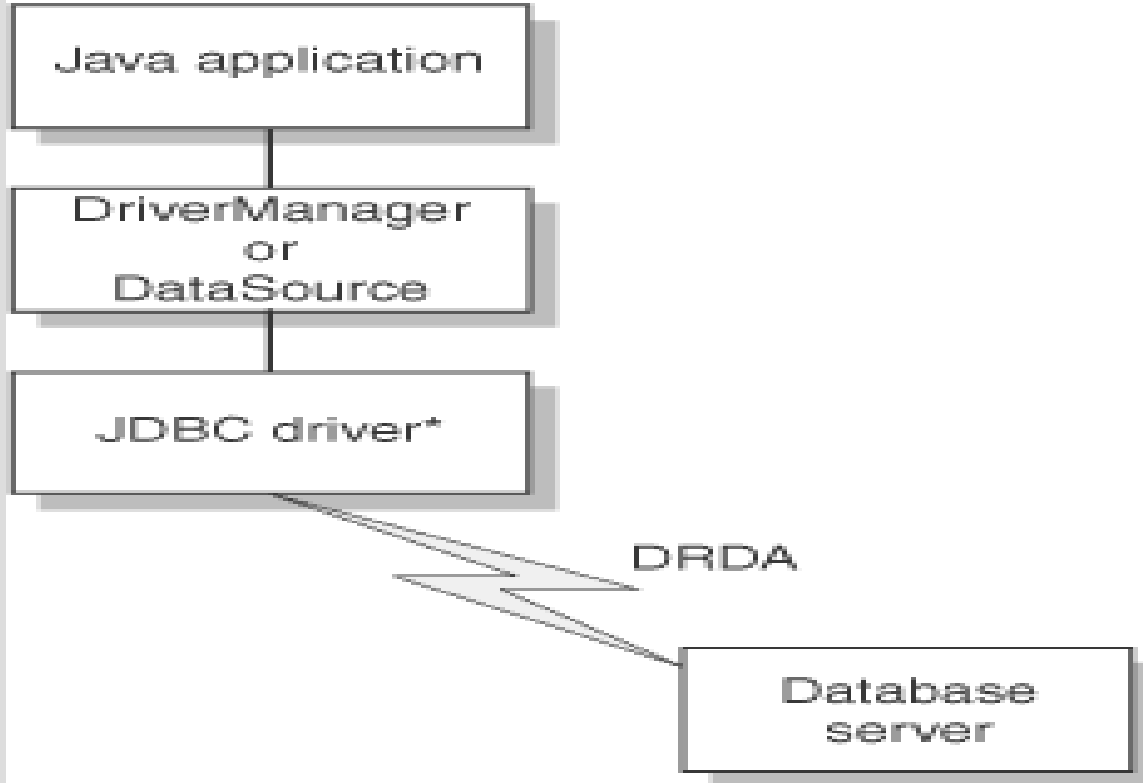 Java application
DriverManager
or
DataSource
JDBC driver*
DRDA
Database
server